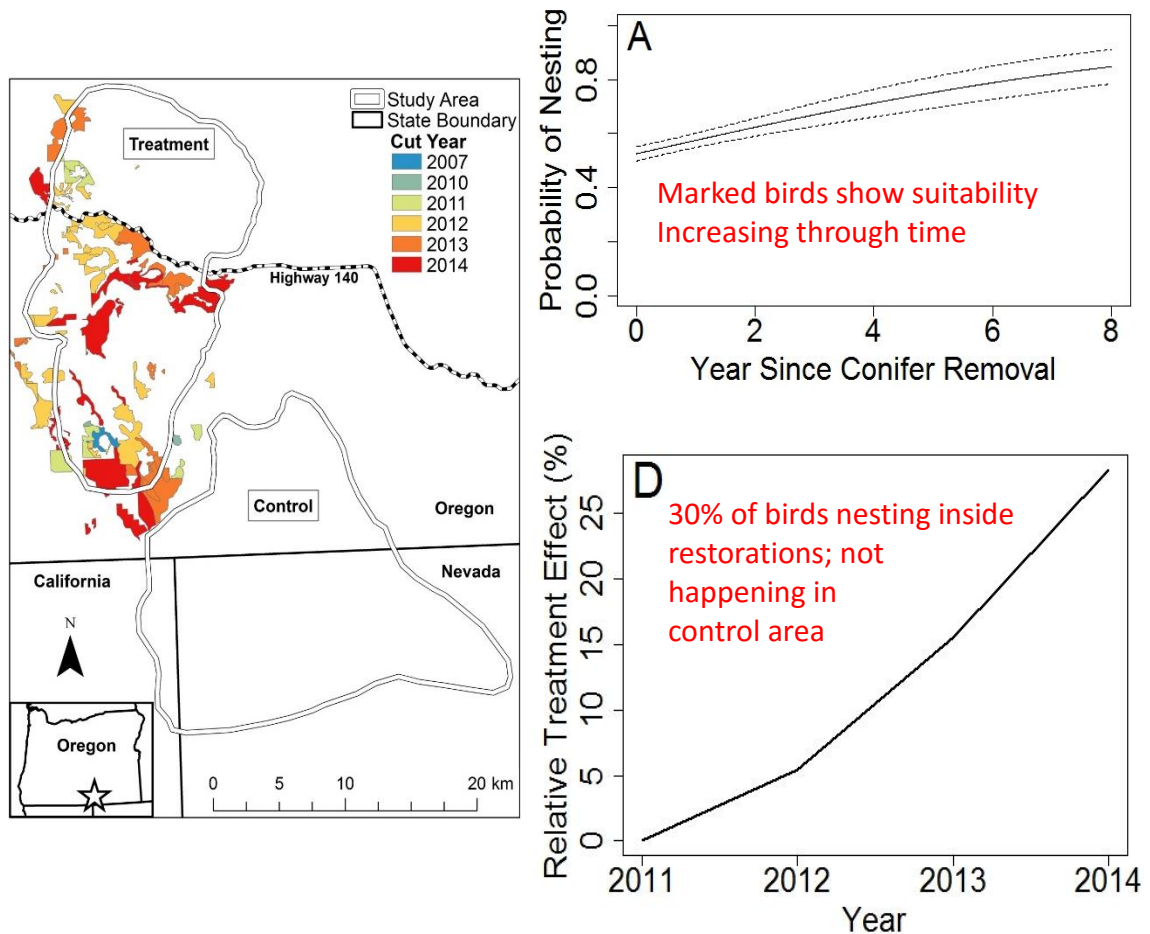 Study Area
State Boundary
Cut Year
2007
2010
2011
2012
2013
2014
Treatment
Highway 140
Control
Oregon
California
Nevada
N
Oregon
0 5 10 20 km
A
Probability of Nesting
0.8
0.4
0.0
Marked birds show suitability
Increasing through time
0 2 4 6 8
Year Since Conifer Removal
D
Relative Treatment Effect (%)
25
20
15
10
5
0
30% of birds nesting inside
restorations; not
happening in
control area
2011 2012 2013 2014
Year